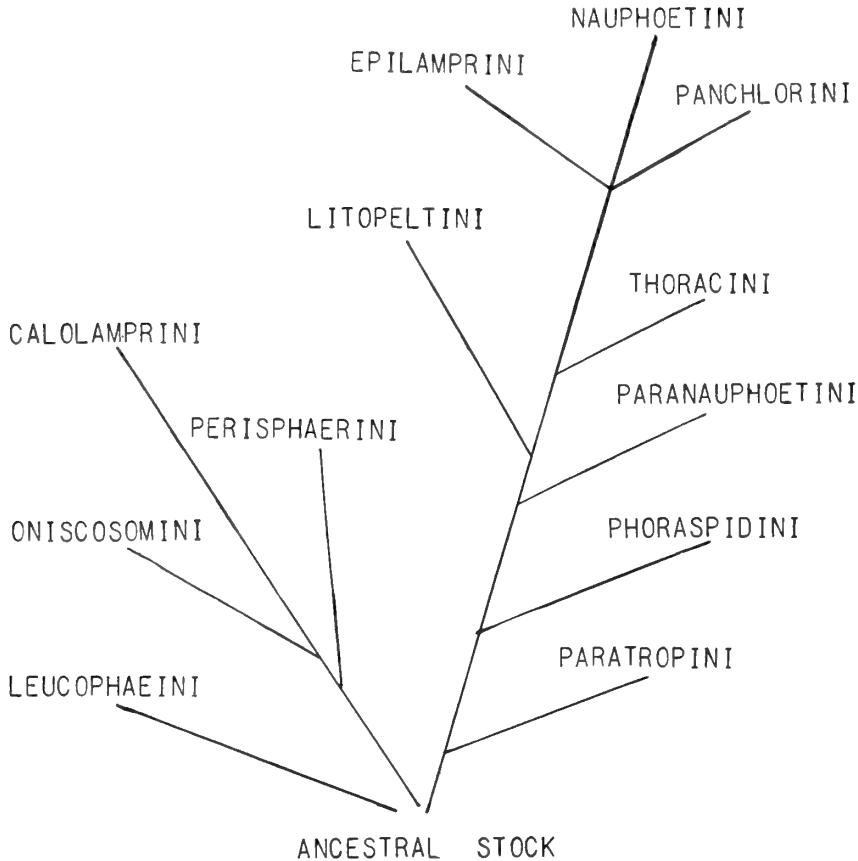 NAUPHOETINI
EPILAMPRINI
PANCHLORINI
LITOPELTINI
THORACINI
CALOLAMPRINI
PARANAUPHOETINI
PERISPHAERINI
ONISCOSOMINI
PHORASPIDINI
PARATROPINI
LEUCOPHAEINI
ANCESTRAL STOCK